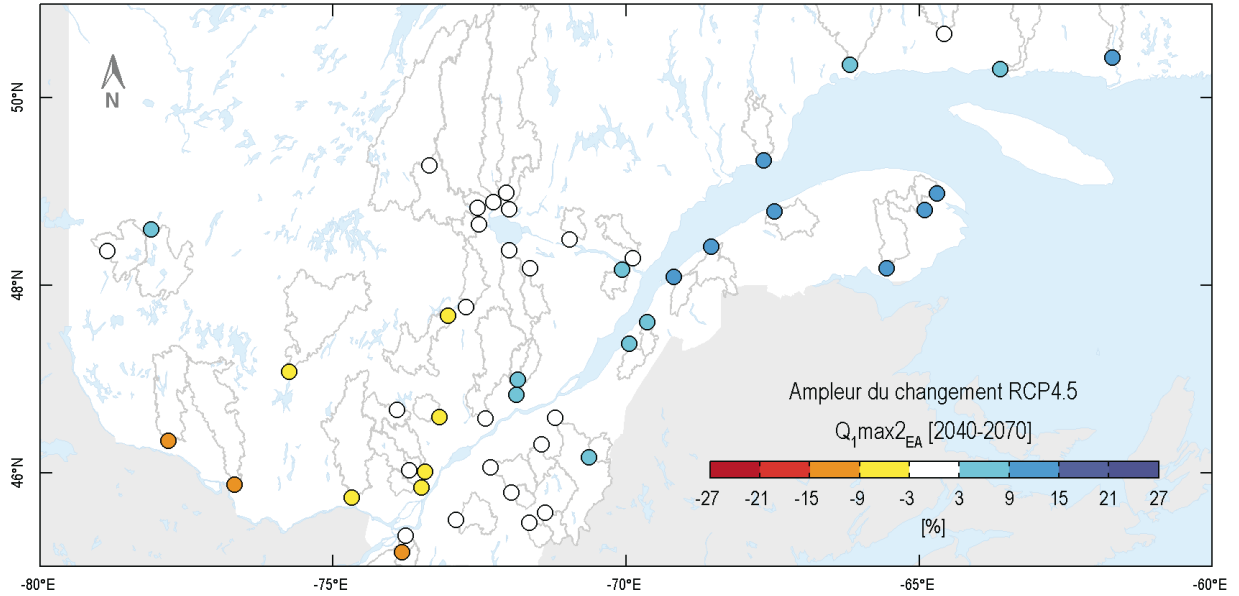 N
50°N
48°N
46°N
Ampleur du changement RCP4.5
Q1max2EA [2040-2070]
-27 -21 -15 -9 -3 3 9 15 21 27
[%]
-80°E -75°E -70°E -65°E -60°E